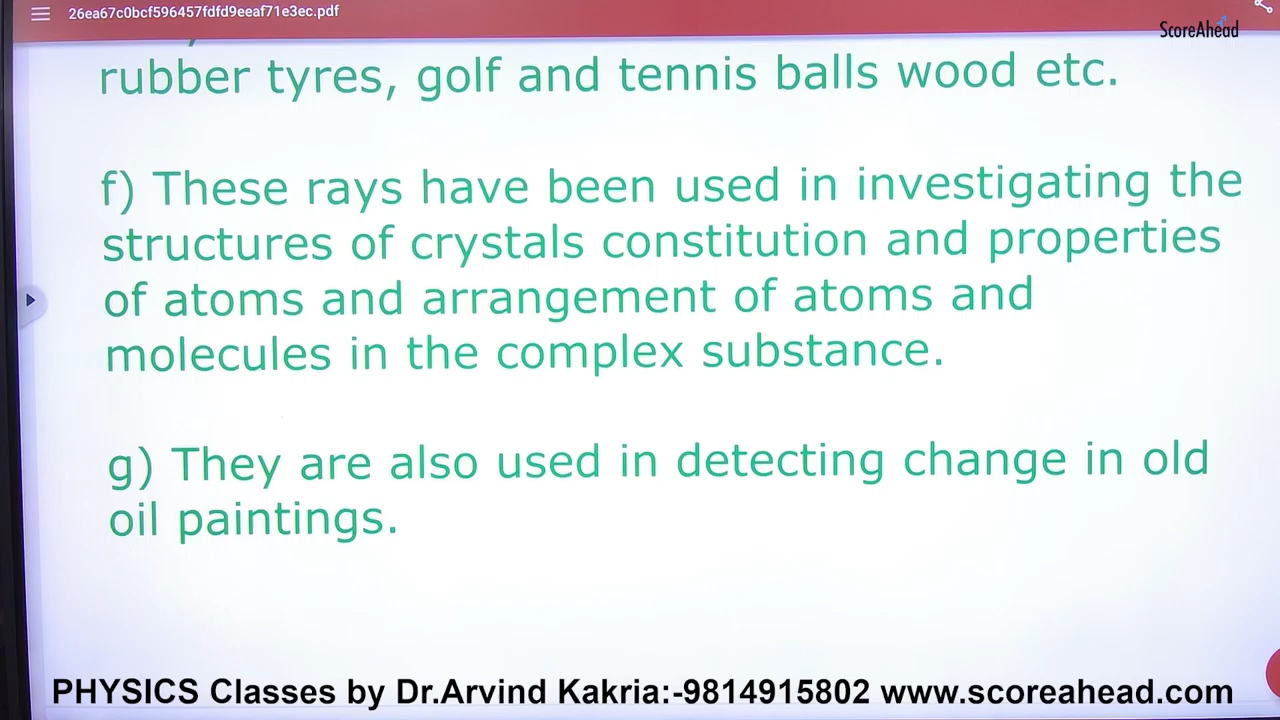 26ea67c0bcf596457fdfd9eeaf71e3ec.pdf
ScoreAhead
rubber tyres, golf and tennis balls wood etc.
f) These rays have been used in investigating the
structures of crystals constitution and properties
of atoms and arrangement of atoms and
molecules in the complex substance.
g) They are also used in detecting change in old
oil paintings.
PHYSICS Classes by Dr.Arvind Kakria:-9814915802 www.scoreahead.com